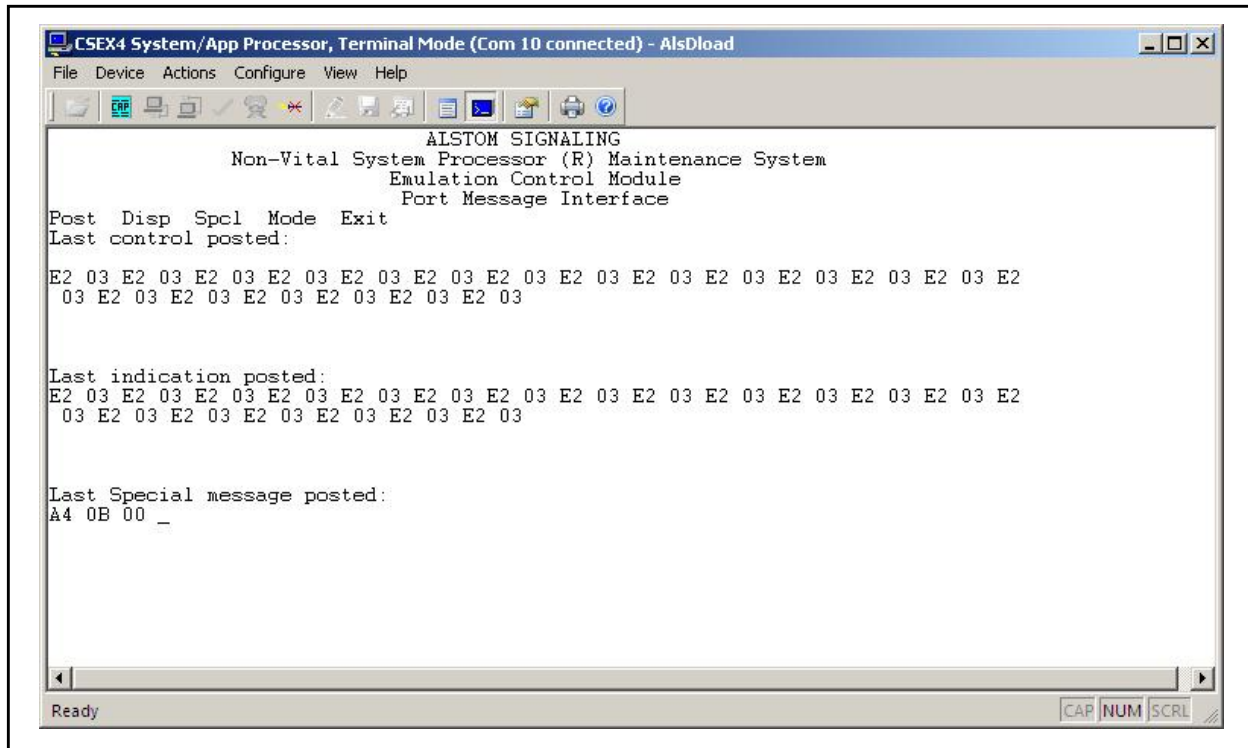 CSEX4 System/App Processor, Terminal Mode (Com 10 connected) - AlsDload
File Device Actions Configure View Help
CAP
ALSTOM SIGNALING
Non-Vital System Processor (R) Maintenance System
Emulation Control Module
Port Message Interface
Post Disp Spcl Mode Exit
Last control posted:
E2 03 E2 03 E2 03 E2 03 E2 03 E2 03 E2 03 E2 03 E2 03 E2 03 E2 03 E2 03 E2 03 E2
03 E2 03 E2 03 E2 03 E2 03 E2 03 E2 03
Last indication posted:
E2 03 E2 03 E2 03 E2 03 E2 03 E2 03 E2 03 E2 03 E2 03 E2 03 E2 03 E2 03 E2 03 E2
03 E2 03 E2 03 E2 03 E2 03 E2 03 E2 03
Last Special message posted:
A4 0B 00 _
Ready
CAP NUM SCRL